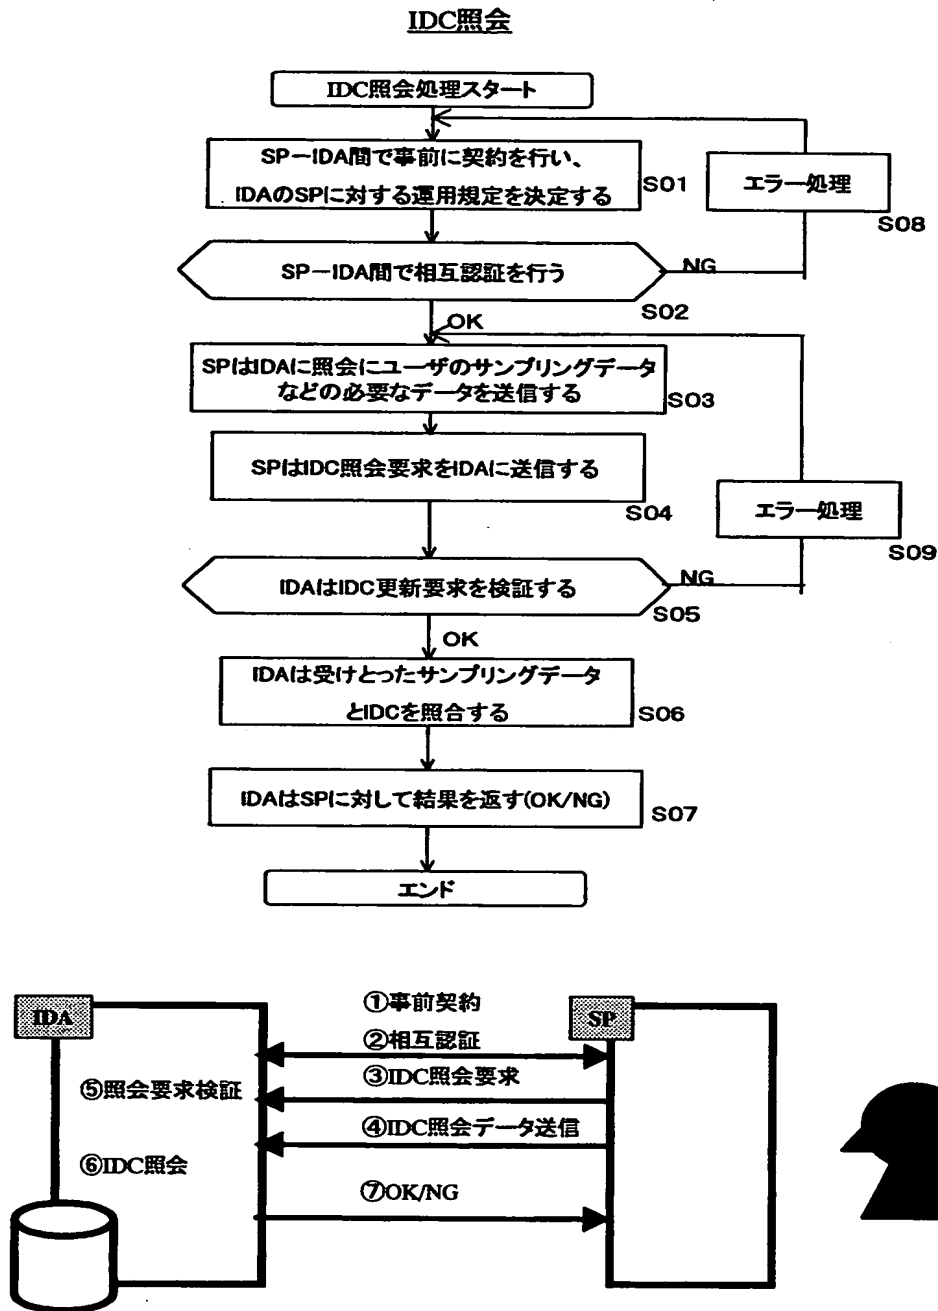 IDC照会
IDC照会処理スタート
SP－IDA間で事前に契約を行い、
IDAのSPに対する運用規定を決定する
S01
エラー処理
S08
SP－IDA間で相互認証を行う
NG
S02
OK
SPはIDAに照会にユーザのサンプリングデータ
などの必要なデータを送信する
S03
SPはIDC照会要求をIDAに送信する
S04
エラー処理
S09
IDAはIDC更新要求を検証する
NG
S05
OK
IDAは受けとったサンプリングデータ
とIDCを照合する
S06
IDAはSPに対して結果を返す(OK/NG)
S07
エンド
IDA
①事前契約
SP
②相互認証
③IDC照会要求
⑤照会要求検証
④IDC照会データ送信
⑥IDC照会
⑦OK/NG